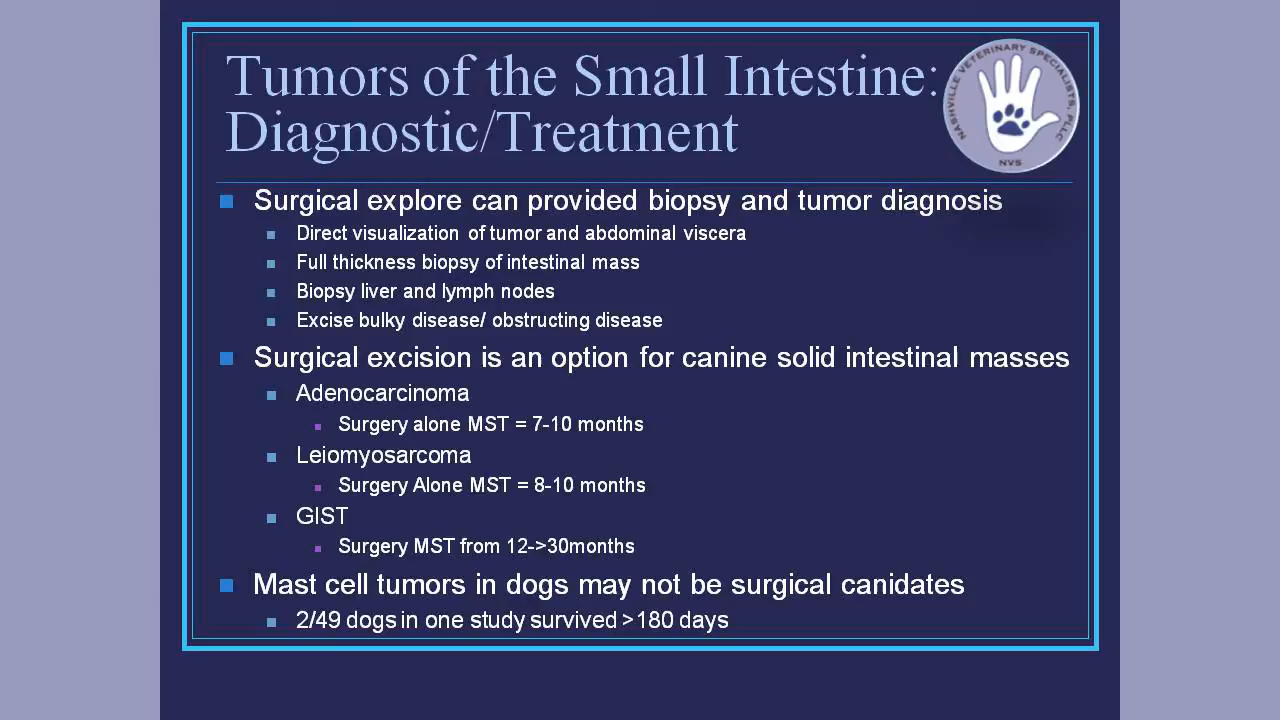 Tumors of the Small Intestine:
Diagnostic/Treatment
NASHVILLE VETERINARY SPECIALISTS, PLLC
NVS
Surgical explore can provided biopsy and tumor diagnosis
Direct visualization of tumor and abdominal viscera
Full thickness biopsy of intestinal mass
Biopsy liver and lymph nodes
Excise bulky disease/ obstructing disease
Surgical excision is an option for canine solid intestinal masses
Adenocarcinoma
Surgery alone MST = 7-10 months
Leiomyosarcoma
Surgery Alone MST = 8-10 months
GIST
Surgery MST from 12->30months
Mast cell tumors in dogs may not be surgical canidates
2/49 dogs in one study survived >180 days